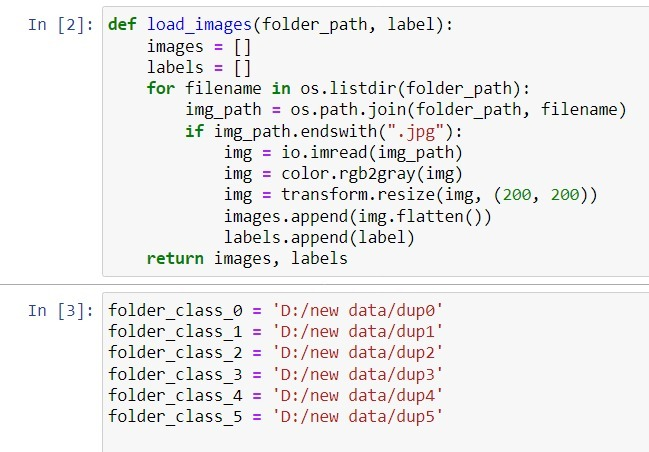 In [2]: def load_images(folder_path, label):
    images = []
    labels = []
    for filename in os.listdir(folder_path):
        img_path = os.path.join(folder_path, filename)
        if img_path.endswith(".jpg"):
            img = io.imread(img_path)
            img = color.rgb2gray(img)
            img = transform.resize(img, (200, 200))
            images.append(img.flatten())
            labels.append(label)
    return images, labels
In [3]: folder_class_0 = 'D:/new data/dup0'
folder_class_1 = 'D:/new data/dup1'
folder_class_2 = 'D:/new data/dup2'
folder_class_3 = 'D:/new data/dup3'
folder_class_4 = 'D:/new data/dup4'
folder_class_5 = 'D:/new data/dup5'